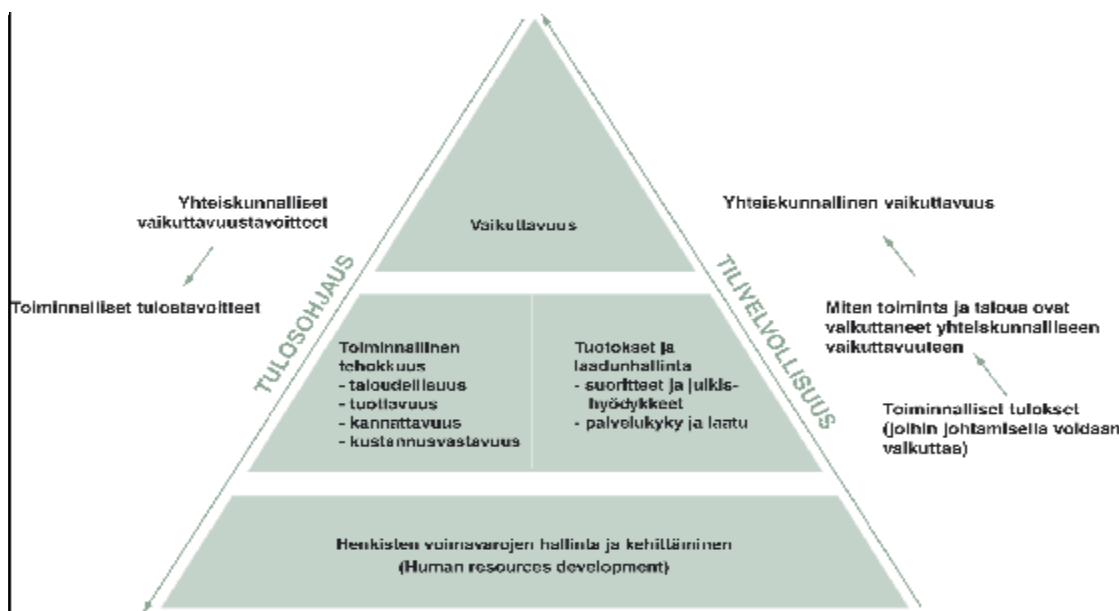 Yhteiskunnalliset
vaikuttavuustavoitteet
Toiminnalliset tulostavoitteet
TULOSOHJAUS
Vaikuttavuus
Toiminnallinen
tehokkuus
- taloudellisuus
- tuottavuus
- kannattavuus
- kustannusvastavuus
Tuotokset ja
laadunhallinta
- suoritteet ja julkis-
hyödykkeet
- palvelukyky ja laatu
Henkisten voimavarojen hallinta ja kehittäminen
(Human resources development)
TILIVELVOLLISUUS
Yhteiskunnallinen vaikuttavuus
Miten toiminta ja talous ovat
vaikuttaneet yhteiskunnalliseen
vaikuttavuuteen
Toiminnalliset tulokset
(joihin johtamisella voidaan
vaikuttaa)